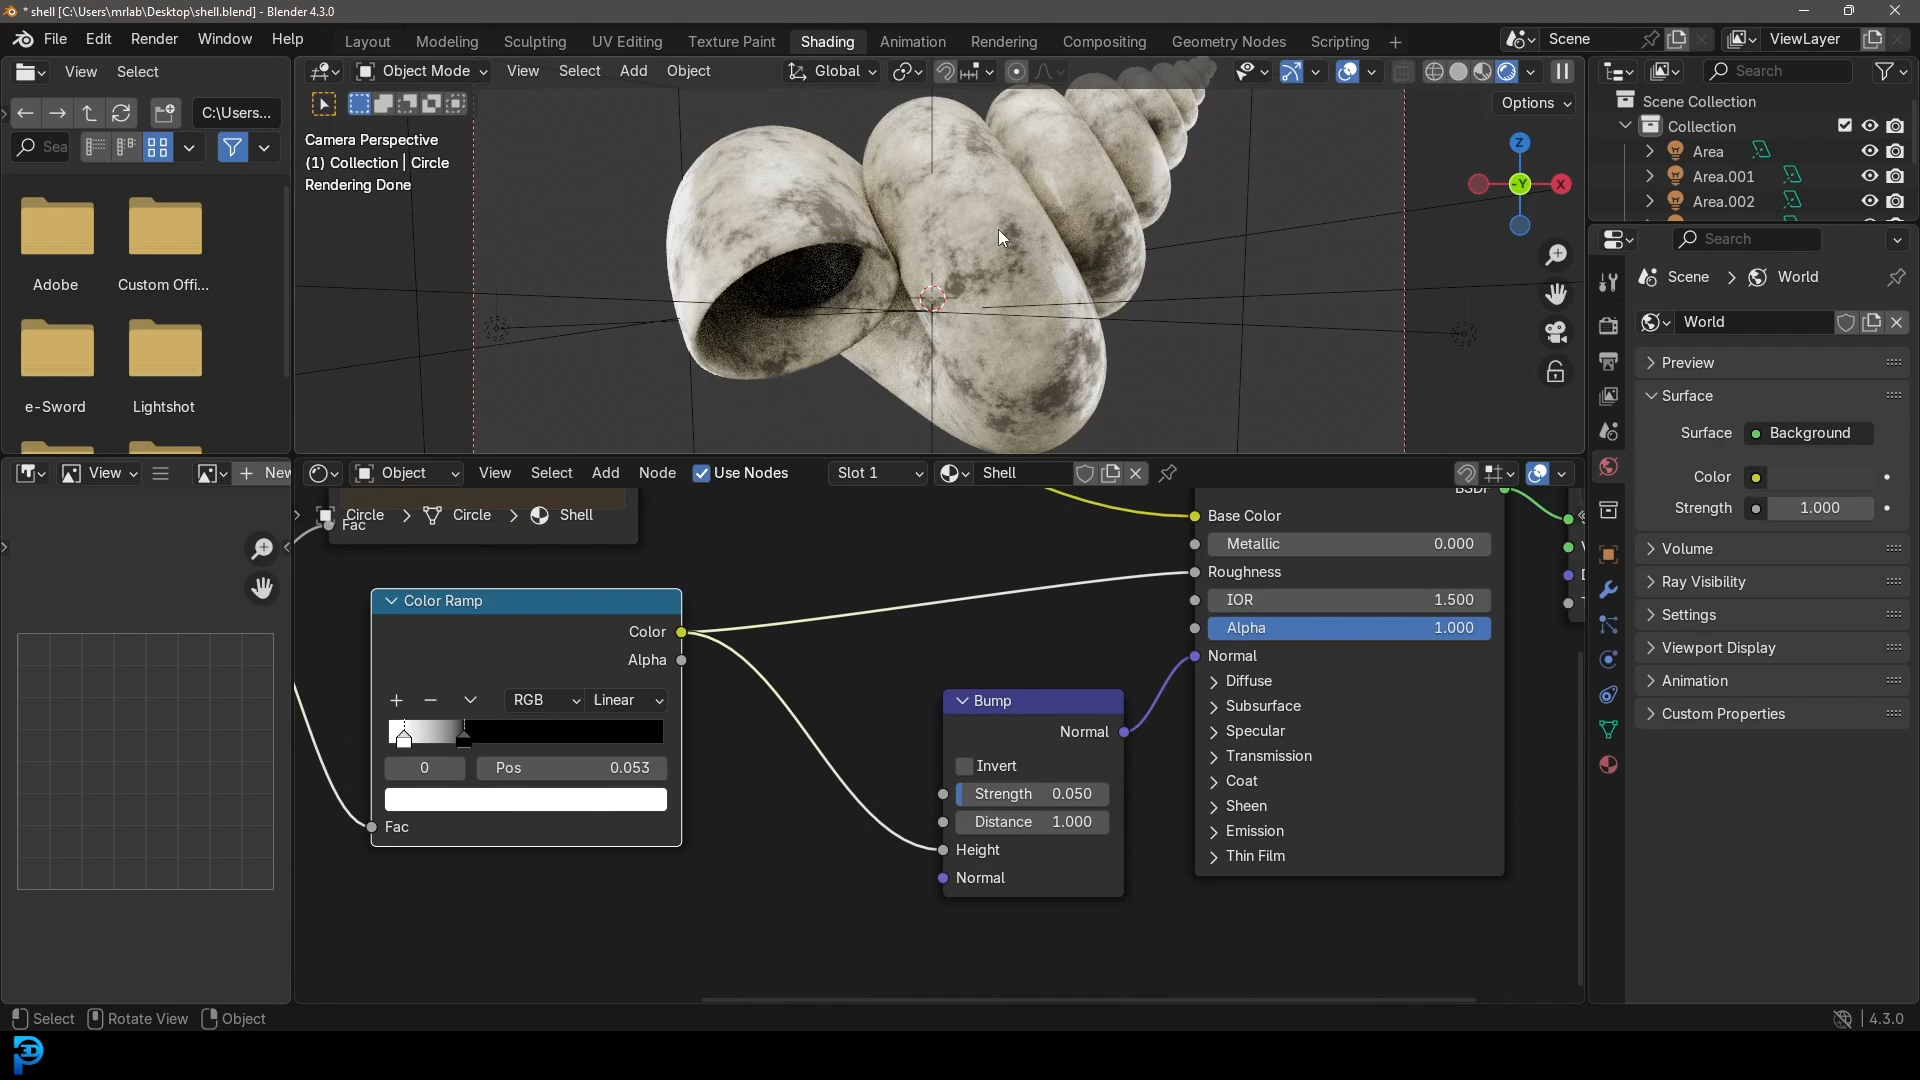 * shell [C:\Users\mrlab\Desktop\shell.blend] - Blender 4.3.0
File Edit Render Window Help
Layout Modeling Sculpting UV Editing Texture Paint Shading Animation Rendering Compositing Geometry Nodes Scripting +
Scene
ViewLayer
View Select
C:\Users...
Sea
Adobe
Custom Offi...
e-Sword
Lightshot
Object Mode View Select Add Object Global
Options
Camera Perspective
(1) Collection | Circle
Rendering Done
Z
-Y
X
Search
Scene Collection
Collection
Area
Area.001
Area.002
Search
Scene > World
World
Preview
Surface
Surface Background
Color
Strength 1.000
Volume
Ray Visibility
Settings
Viewport Display
Animation
Custom Properties
View
+ New
Object View Select Add Node Use Nodes Slot 1 Shell
Circle > Circle > Shell
Fac
Color Ramp
Color
Alpha
RGB Linear
0 Pos 0.053
Fac
Bump
Normal
Invert
Strength 0.050
Distance 1.000
Height
Normal
BSDF
Base Color
Metallic 0.000
Roughness
IOR 1.500
Alpha 1.000
Normal
Diffuse
Subsurface
Specular
Transmission
Coat
Sheen
Emission
Thin Film
Select Rotate View Object
4.3.0